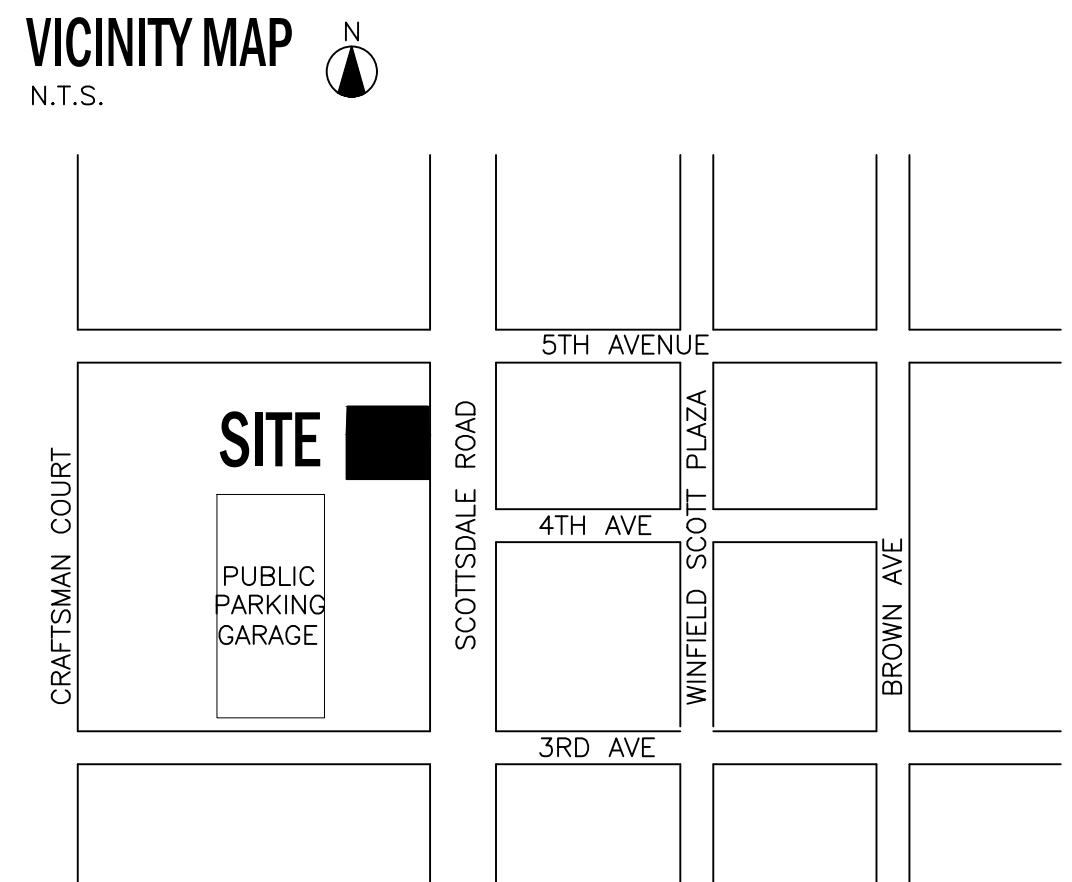 VICINITY MAP
N
N.T.S.
5TH AVENUE
SITE
4TH AVE
PUBLIC
PARKING
GARAGE
3RD AVE
CRAFTSMAN COURT
SCOTTSDALE ROAD
WINFIELD SCOTT PLAZA
BROWN AVE